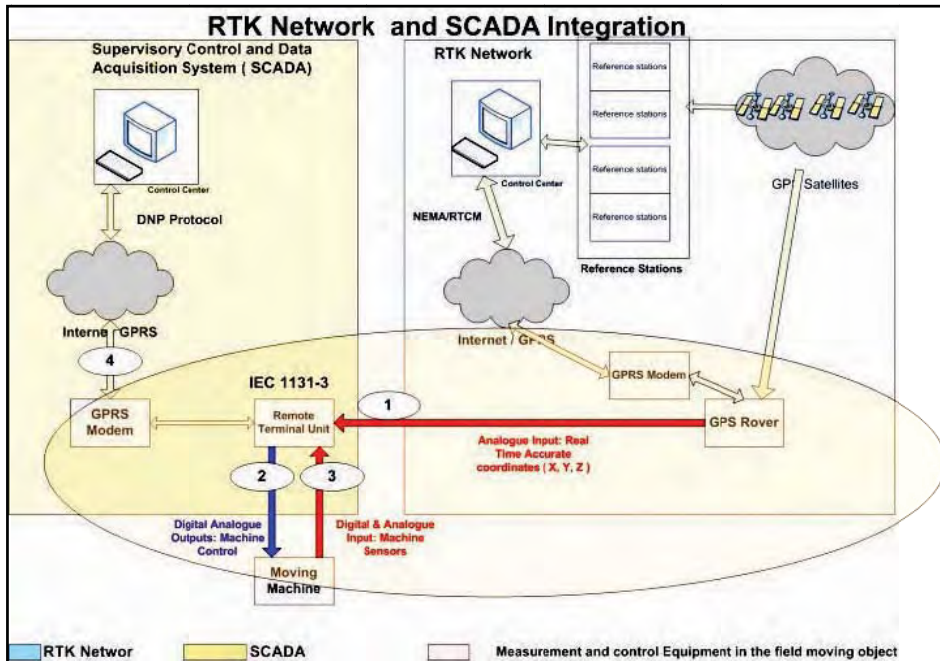 RTK Network and SCADA Integration
Supervisory Control and Data
Acquisition System ( SCADA)
Control Center
DNP Protocol
Interne GPRS
4
GPRS
Modem
IEC 1131-3
Remote
Terminal Unit
2
3
Digital Analogue
Outputs: Machine
Control
Digital & Analogue
Input: Machine
Sensors
Moving
Machine
RTK Network
Control Center
NEMA/RTCM
Internet / GPRS
Reference stations
Reference stations
Reference stations
Reference stations
Reference Stations
GPS Satellites
GPRS Modem
GPS Rover
1
Analogue Input: Real
Time Accurate
coordinates ( X, Y, Z )
RTK Networ
SCADA
Measurement and control Equipment in the field moving object